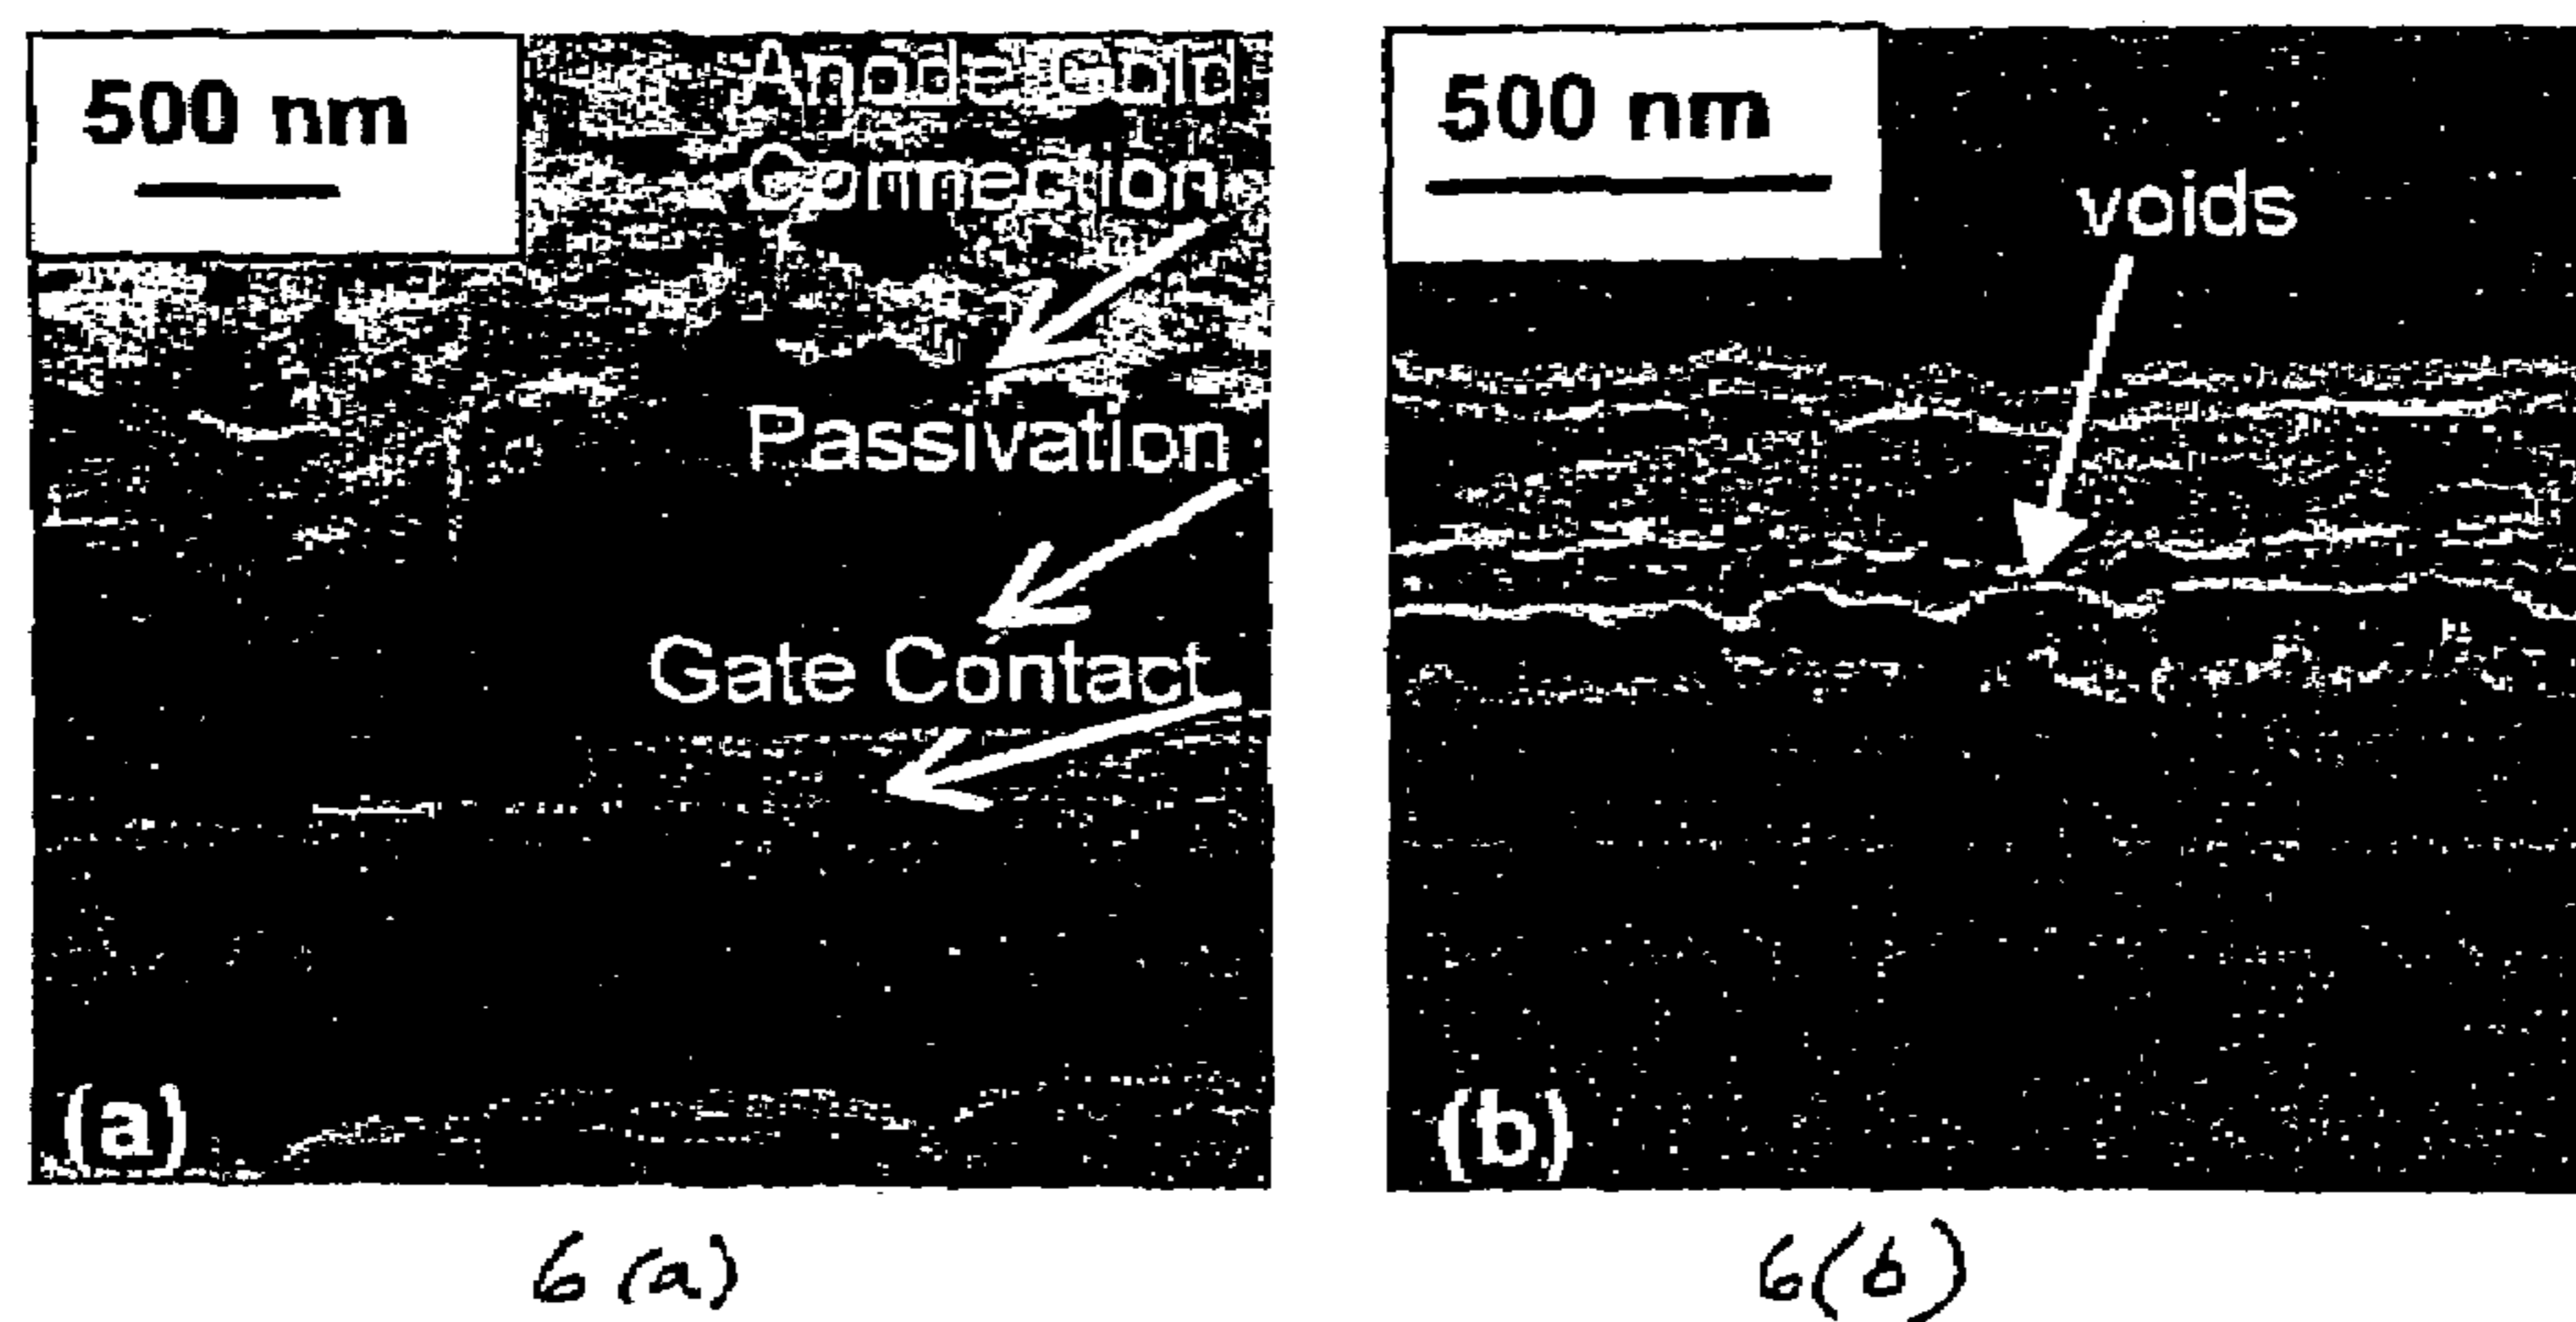 500 nm
Anode Gold
Connection
Passivation
Gate Contact
(a)
500 nm
voids
(b)
6(a)
6(b)